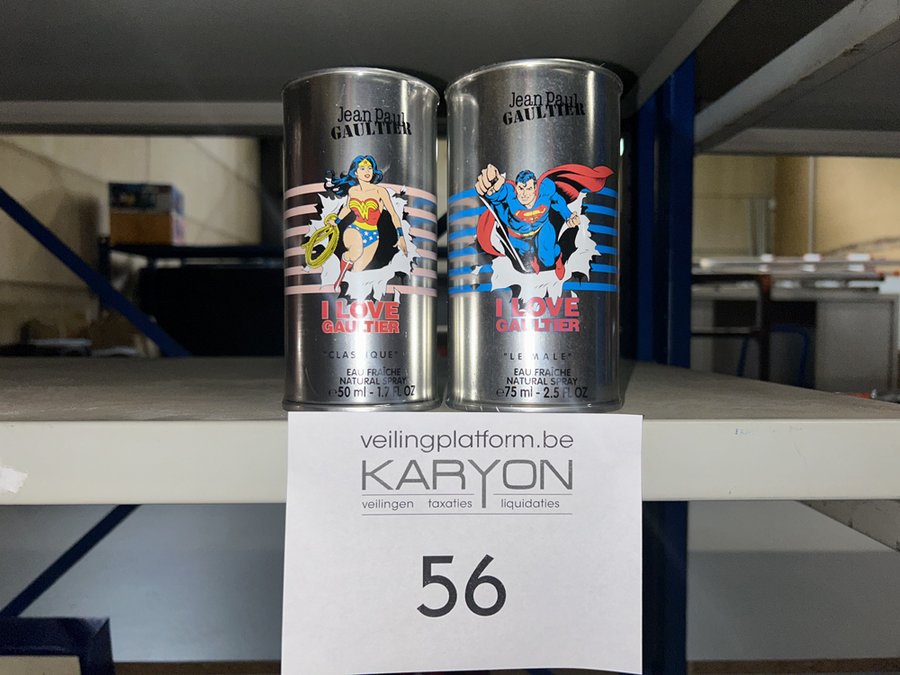 Jean Paul
GAULTIER
I LOVE
GAULTIER
"CLASSIQUE"
EAU FRAÎCHE
NATURAL SPRAY
e50 ml - 1.7 FL OZ
Jean Paul
GAULTIER
I LOVE
GAULTIER
"LE MALE"
EAU FRAÎCHE
NATURAL SPRAY
e75 ml - 2.5 FL OZ
veilingplatform.be
KARYON
veilingen taxaties liquidaties
56